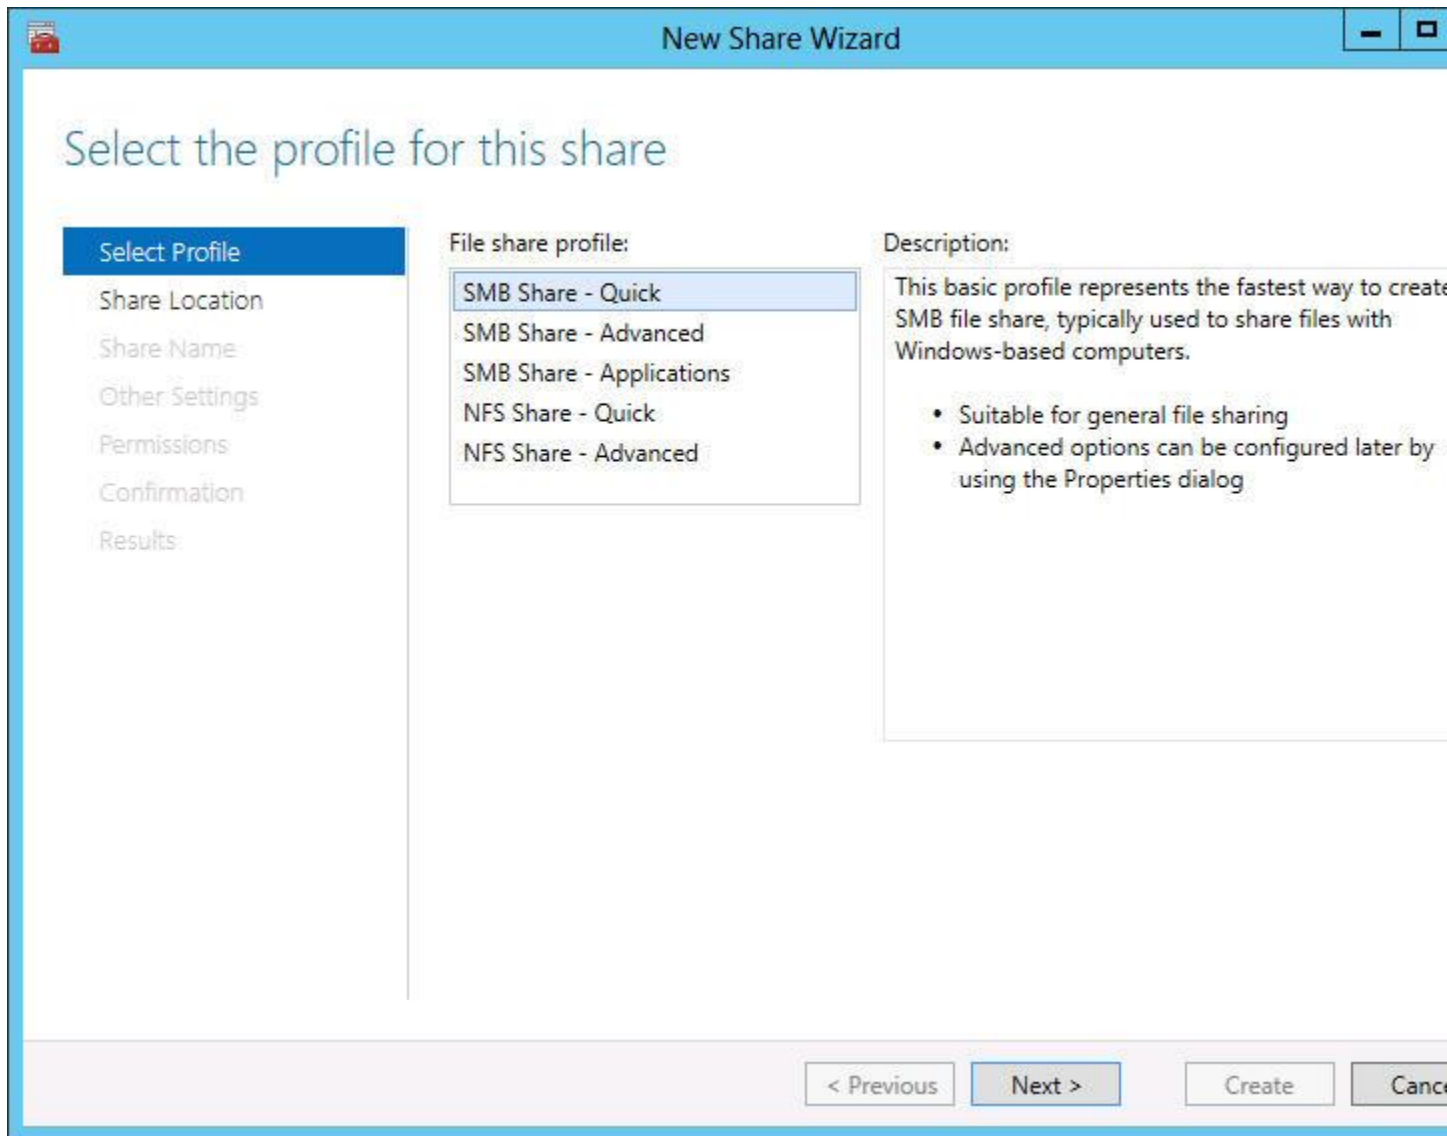 New Share Wizard
Select the profile for this share
Select Profile
Share Location
Share Name
Other Settings
Permissions
Confirmation
Results
File share profile:
SMB Share - Quick
SMB Share - Advanced
SMB Share - Applications
NFS Share - Quick
NFS Share - Advanced
Description:
This basic profile represents the fastest way to create
SMB file share, typically used to share files with
Windows-based computers.
• Suitable for general file sharing
• Advanced options can be configured later by
using the Properties dialog
< Previous
Next >
Create